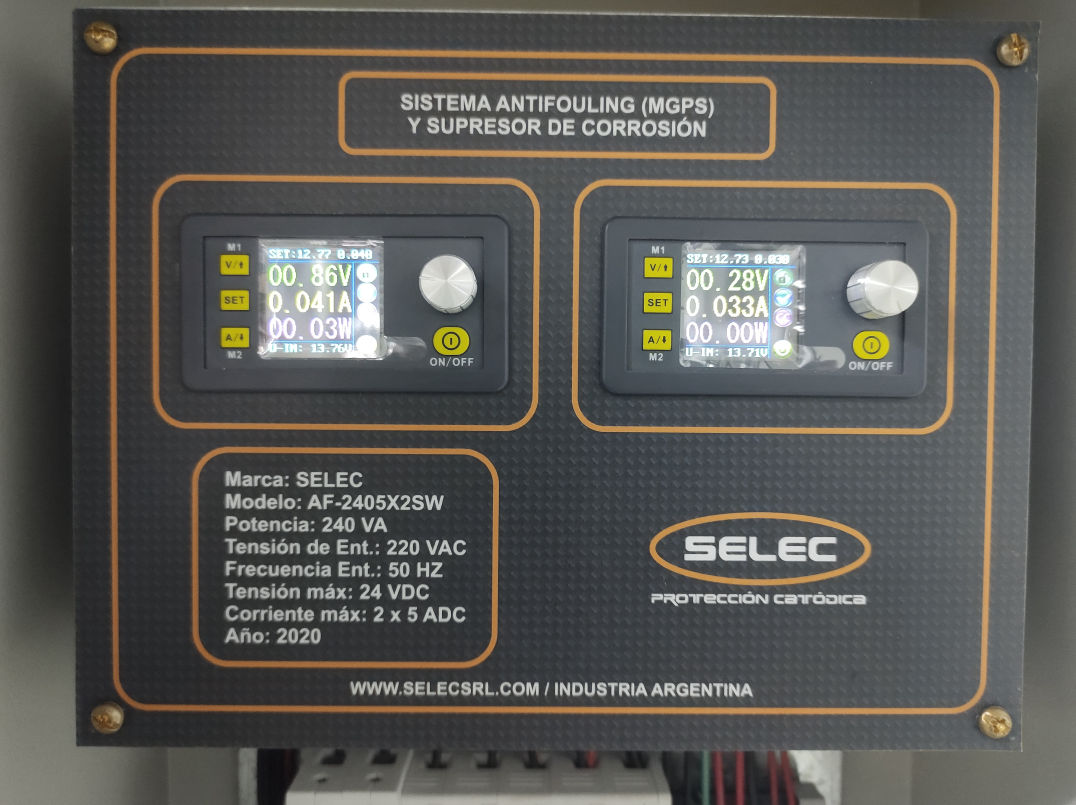 SISTEMA ANTIFOULING (MGPS)
Y SUPRESOR DE CORROSIÓN
M1
V/⬆
SET
A/⬇
M2
SET:12.77 0.040
00.86V
0.041A
00.03W
U-IN: 13.76V
ON/OFF
M1
V/⬆
SET
A/⬇
M2
SET:12.73 0.030
00.28V
0.033A
00.00W
U-IN: 13.71V
ON/OFF
Marca: SELEC
Modelo: AF-2405X2SW
Potencia: 240 VA
Tensión de Ent.: 220 VAC
Frecuencia Ent.: 50 HZ
Tensión máx: 24 VDC
Corriente máx: 2 x 5 ADC
Año: 2020
SELEC
PROTECCIÓN CATÓDICA
WWW.SELECSRL.COM / INDUSTRIA ARGENTINA